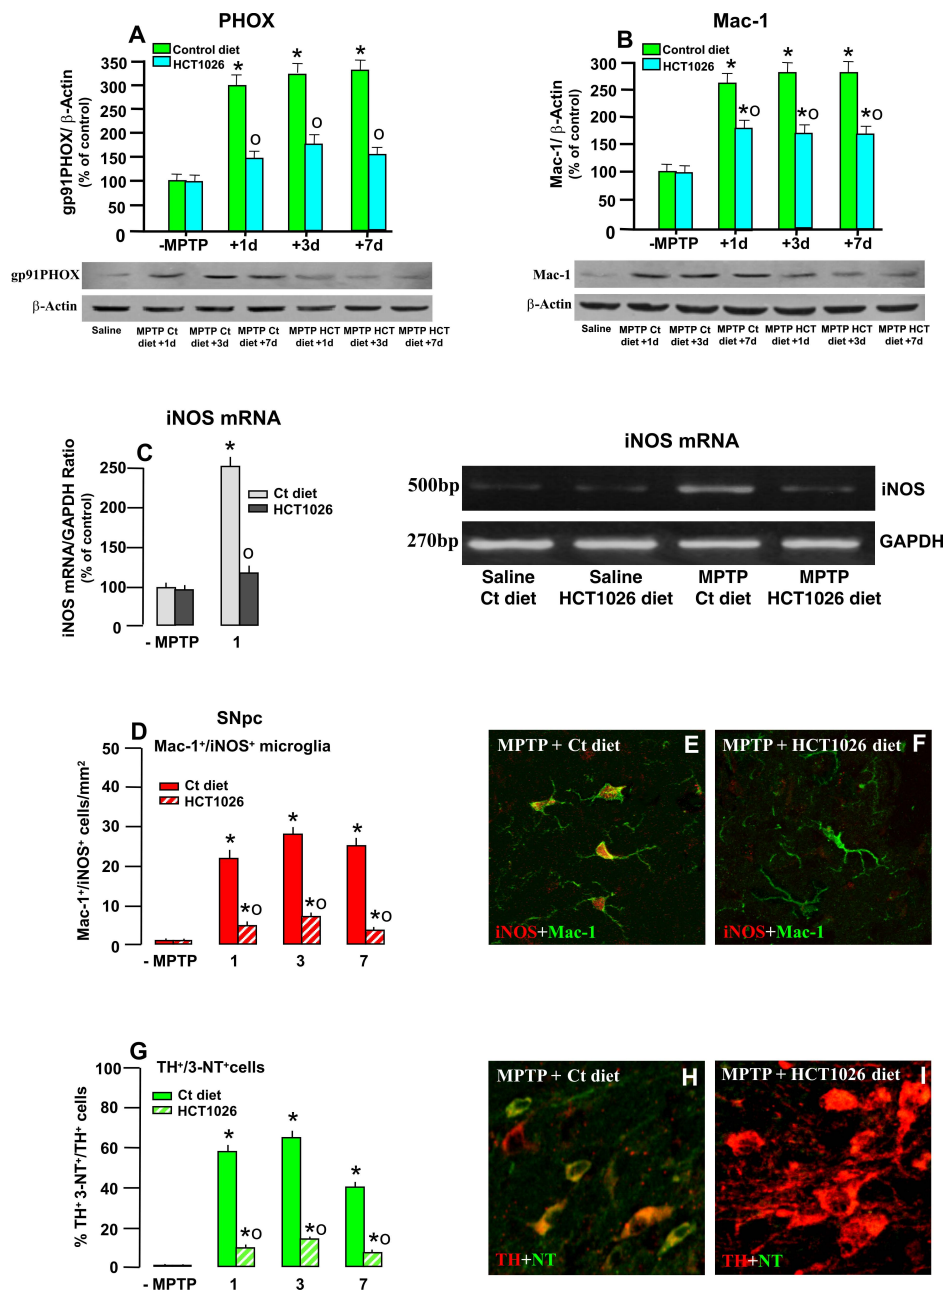 PHOX
A
Control diet
HCT1026
gp91PHOX/ β-Actin
(% of control)
350
300
250
200
150
100
50
0
-MPTP +1d +3d +7d
* * *
o o o
gp91PHOX
β-Actin
Saline MPTP Ct diet +1d MPTP Ct diet +3d MPTP Ct diet +7d MPTP HCT diet +1d MPTP HCT diet +3d MPTP HCT diet +7d
Mac-1
B
Control diet
HCT1026
Mac-1/ β-Actin
(% of control)
300
250
200
150
100
50
0
-MPTP +1d +3d +7d
* * *
*o *o *o
Mac-1
β-Actin
Saline MPTP Ct diet +1d MPTP Ct diet +3d MPTP Ct diet +7d MPTP HCT diet +1d MPTP HCT diet +3d MPTP HCT diet +7d
iNOS mRNA
C
iNOS mRNA/GAPDH Ratio
(% of control)
250
200
150
100
0
*
o
Ct diet
HCT1026
- MPTP 1
iNOS mRNA
500bp
iNOS
270bp
GAPDH
Saline Saline MPTP MPTP
Ct diet HCT1026 diet Ct diet HCT1026 diet
SNpc
D
Mac-1⁺/iNOS⁺ microglia
Mac-1⁺/iNOS⁺ cells/mm²
50
40
30
20
10
0
Ct diet
HCT1026
* * *
*o *o *o
- MPTP 1 3 7
MPTP + Ct diet E
iNOS+Mac-1
MPTP + HCT1026 diet F
iNOS+Mac-1
G
TH⁺/3-NT⁺cells
% TH⁺ 3-NT⁺/TH⁺ cells
100
80
60
40
20
0
Ct diet
HCT1026
* * *
*o *o *o
- MPTP 1 3 7
MPTP + Ct diet H
TH+NT
MPTP + HCT1026 diet I
TH+NT